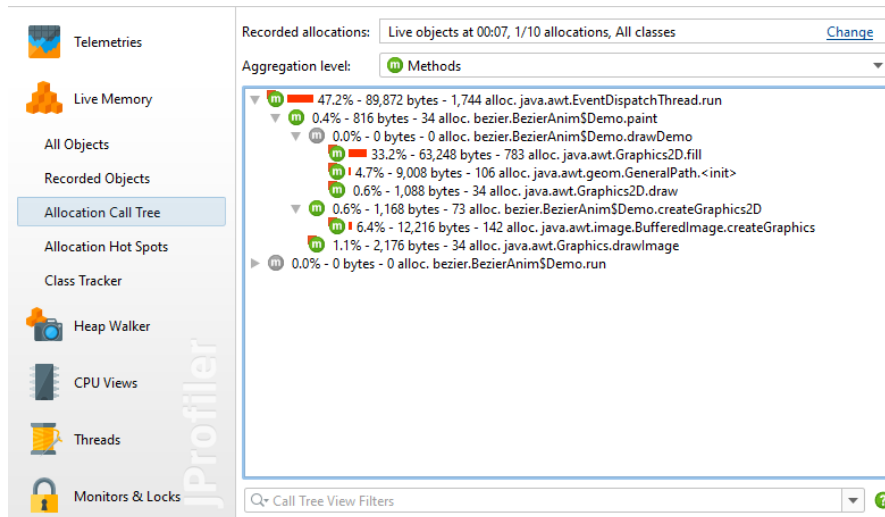 Telemetries
Live Memory
All Objects
Recorded Objects
Allocation Call Tree
Allocation Hot Spots
Class Tracker
Heap Walker
CPU Views
Threads
Monitors & Locks
JProfiler
Recorded allocations: Live objects at 00:07, 1/10 allocations, All classes Change
Aggregation level: m Methods
m 47.2% - 89,872 bytes - 1,744 alloc. java.awt.EventDispatchThread.run
m 0.4% - 816 bytes - 34 alloc. bezier.BezierAnim$Demo.paint
m 0.0% - 0 bytes - 0 alloc. bezier.BezierAnim$Demo.drawDemo
m 33.2% - 63,248 bytes - 783 alloc. java.awt.Graphics2D.fill
m 4.7% - 9,008 bytes - 106 alloc. java.awt.geom.GeneralPath.<init>
m 0.6% - 1,088 bytes - 34 alloc. java.awt.Graphics2D.draw
m 0.6% - 1,168 bytes - 73 alloc. bezier.BezierAnim$Demo.createGraphics2D
m 6.4% - 12,216 bytes - 142 alloc. java.awt.image.BufferedImage.createGraphics
m 1.1% - 2,176 bytes - 34 alloc. java.awt.Graphics.drawImage
m 0.0% - 0 bytes - 0 alloc. bezier.BezierAnim$Demo.run
Call Tree View Filters
?